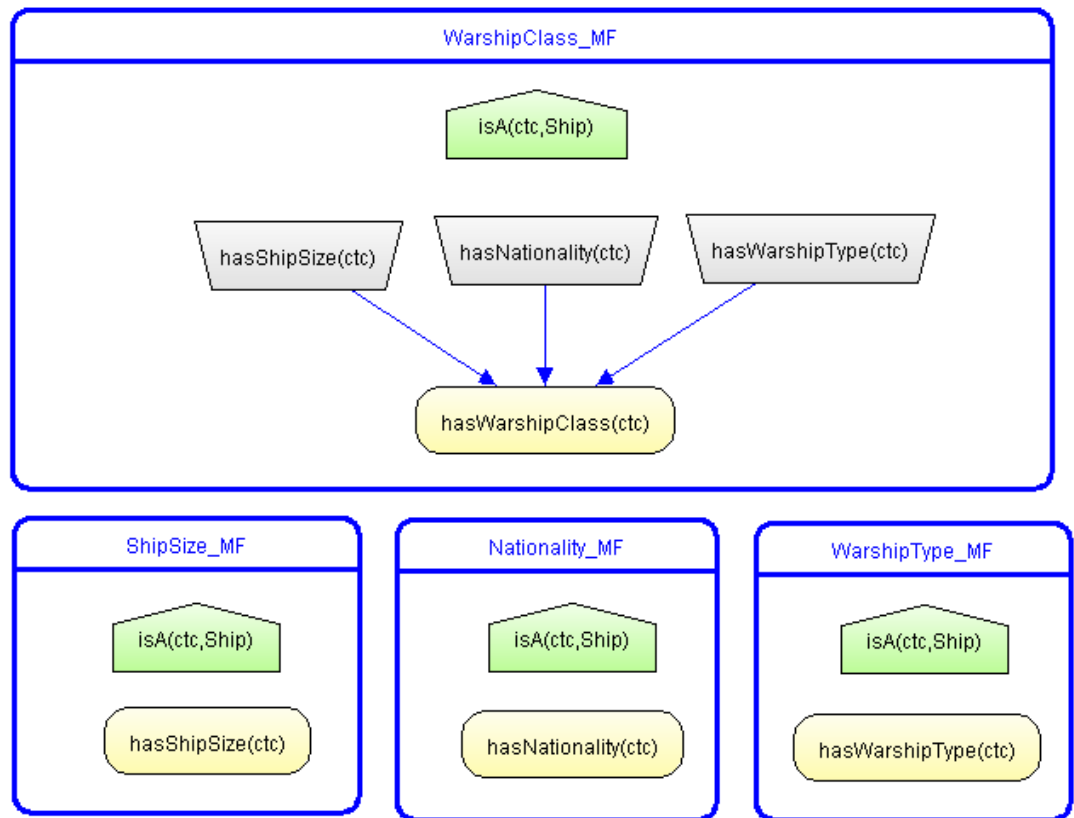 WarshipClass_MF
isA(ctc,Ship)
hasShipSize(ctc)
hasNationality(ctc)
hasWarshipType(ctc)
hasWarshipClass(ctc)
ShipSize_MF
isA(ctc,Ship)
hasShipSize(ctc)
Nationality_MF
isA(ctc,Ship)
hasNationality(ctc)
WarshipType_MF
isA(ctc,Ship)
hasWarshipType(ctc)